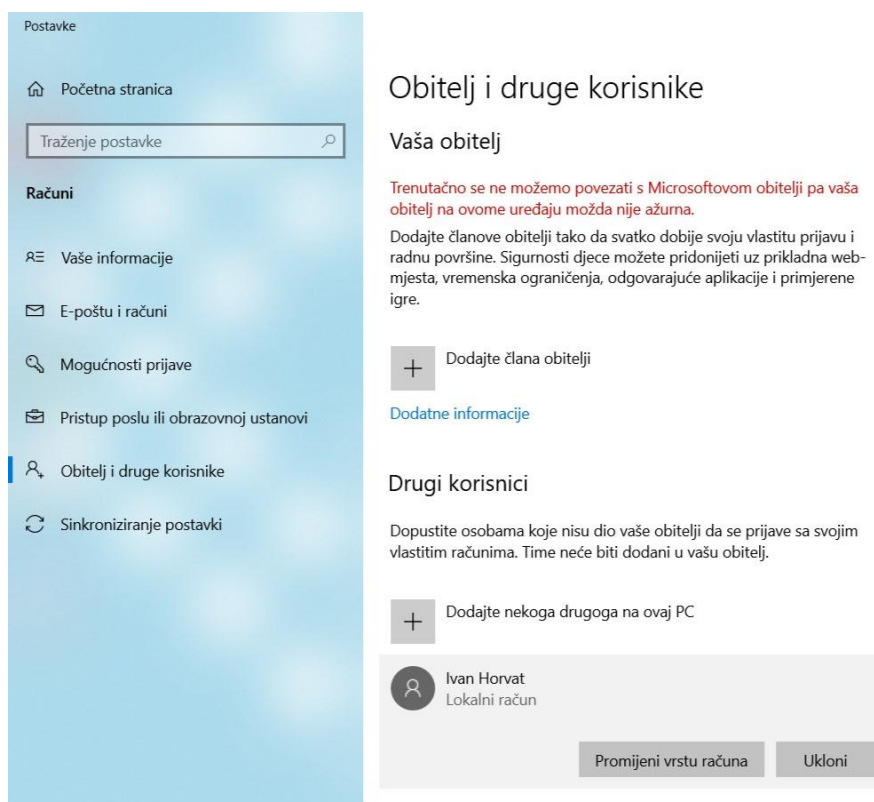 Postavke
Početna stranica
Traženje postavke
Računi
Vaše informacije
E-poštu i računi
Mogućnosti prijave
Pristup poslu ili obrazovnoj ustanovi
Obitelj i druge korisnike
Sinkroniziranje postavki
Obitelj i druge korisnike
Vaša obitelj
Trenutačno se ne možemo povezati s Microsoftovom obitelji pa vaša
obitelj na ovome uređaju možda nije ažurna.
Dodajte članove obitelji tako da svatko dobije svoju vlastitu prijavu i
radnu površine. Sigurnosti djece možete pridonijeti uz prikladna web-
mjesta, vremenska ograničenja, odgovarajuće aplikacije i primjerene
igre.
Dodajte člana obitelji
Dodatne informacije
Drugi korisnici
Dopustite osobama koje nisu dio vaše obitelji da se prijave sa svojim
vlastitim računima. Time neće biti dodani u vašu obitelj.
Dodajte nekoga drugoga na ovaj PC
Ivan Horvat
Lokalni račun
Promijeni vrstu računa
Ukloni